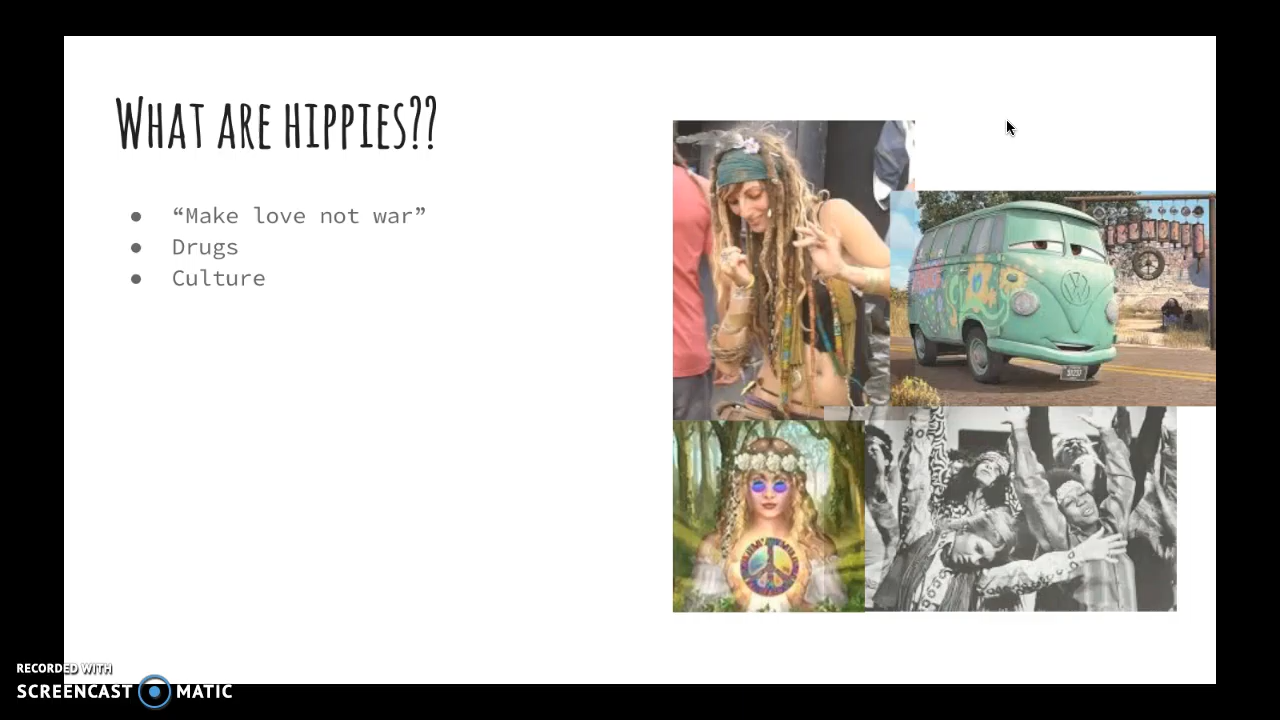 What are hippies??
● “Make love not war”
● Drugs
● Culture
RECORDED WITH
SCREENCAST MATIC